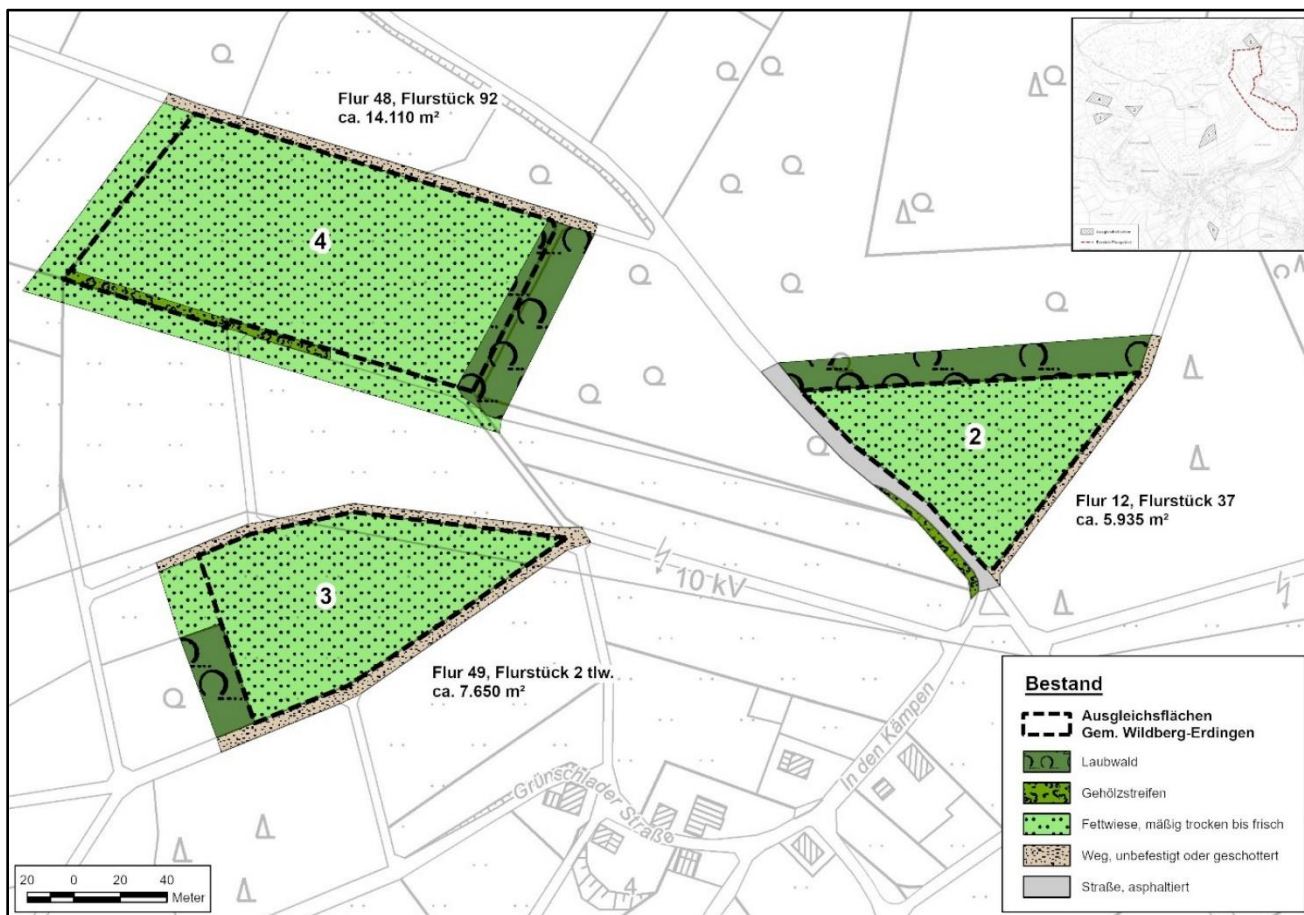 Flur 48, Flurstück 92
ca. 14.110 m²
4
2
Flur 12, Flurstück 37
ca. 5.935 m²
3
10 kV
Flur 49, Flurstück 2 tlw.
ca. 7.650 m²
In den Kämpen
Grünschlader Straße
4
20 0 20 40
Meter
Ausgleichsflächen
Bestand
Ausgleichsflächen
Gem. Wildberg-Erdingen
Laubwald
Gehölzstreifen
Fettwiese, mäßig trocken bis frisch
Weg, unbefestigt oder geschottert
Straße, asphaltiert